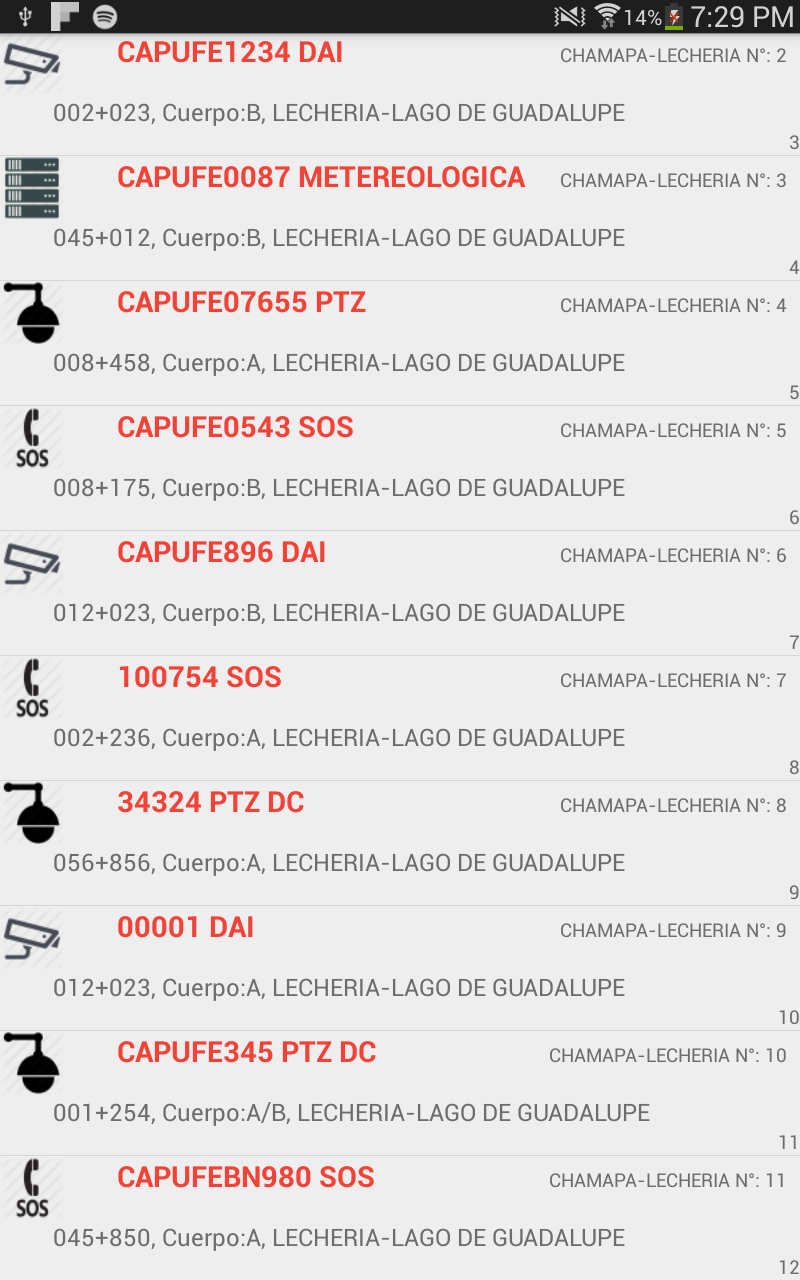 14% 7:29 PM
CAPUFE1234 DAI CHAMAPA-LECHERIA N°: 2
002+023, Cuerpo:B, LECHERIA-LAGO DE GUADALUPE
3
CAPUFE0087 METEREOLOGICA CHAMAPA-LECHERIA N°: 3
045+012, Cuerpo:B, LECHERIA-LAGO DE GUADALUPE
4
CAPUFE07655 PTZ CHAMAPA-LECHERIA N°: 4
008+458, Cuerpo:A, LECHERIA-LAGO DE GUADALUPE
5
SOS
CAPUFE0543 SOS CHAMAPA-LECHERIA N°: 5
008+175, Cuerpo:B, LECHERIA-LAGO DE GUADALUPE
6
CAPUFE896 DAI CHAMAPA-LECHERIA N°: 6
012+023, Cuerpo:B, LECHERIA-LAGO DE GUADALUPE
7
SOS
100754 SOS CHAMAPA-LECHERIA N°: 7
002+236, Cuerpo:A, LECHERIA-LAGO DE GUADALUPE
8
34324 PTZ DC CHAMAPA-LECHERIA N°: 8
056+856, Cuerpo:A, LECHERIA-LAGO DE GUADALUPE
9
00001 DAI CHAMAPA-LECHERIA N°: 9
012+023, Cuerpo:A, LECHERIA-LAGO DE GUADALUPE
10
CAPUFE345 PTZ DC CHAMAPA-LECHERIA N°: 10
001+254, Cuerpo:A/B, LECHERIA-LAGO DE GUADALUPE
11
SOS
CAPUFEBN980 SOS CHAMAPA-LECHERIA N°: 11
045+850, Cuerpo:A, LECHERIA-LAGO DE GUADALUPE
12